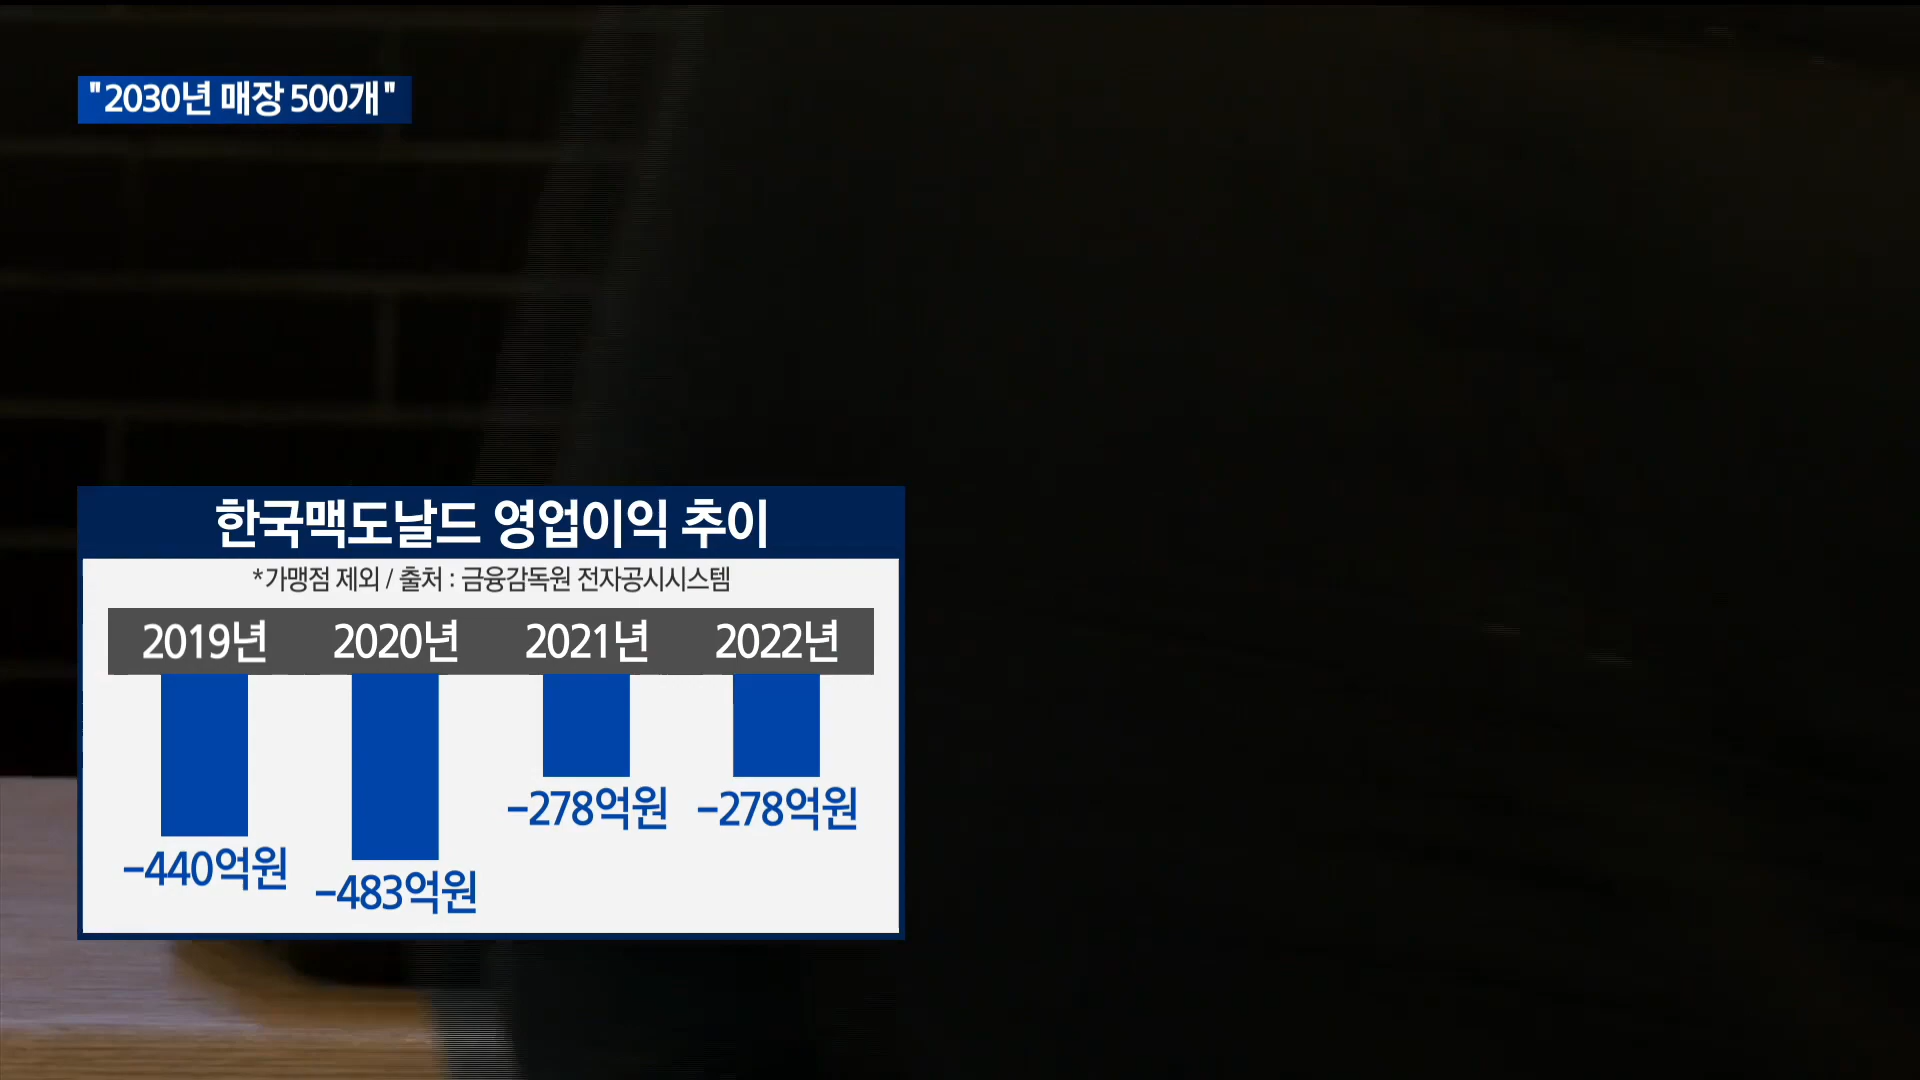 "2030년 매장 500개"
한국맥도날드 영업이익 추이
*가맹점 제외 / 출처 : 금융감독원 전자공시시스템
2019년 2020년 2021년 2022년
-278억원 -278억원
-440억원
-483억원